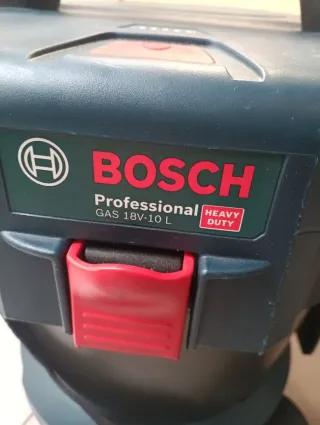 BOSCH
Professional
GAS 18V-10 L
HEAVY
DUTY